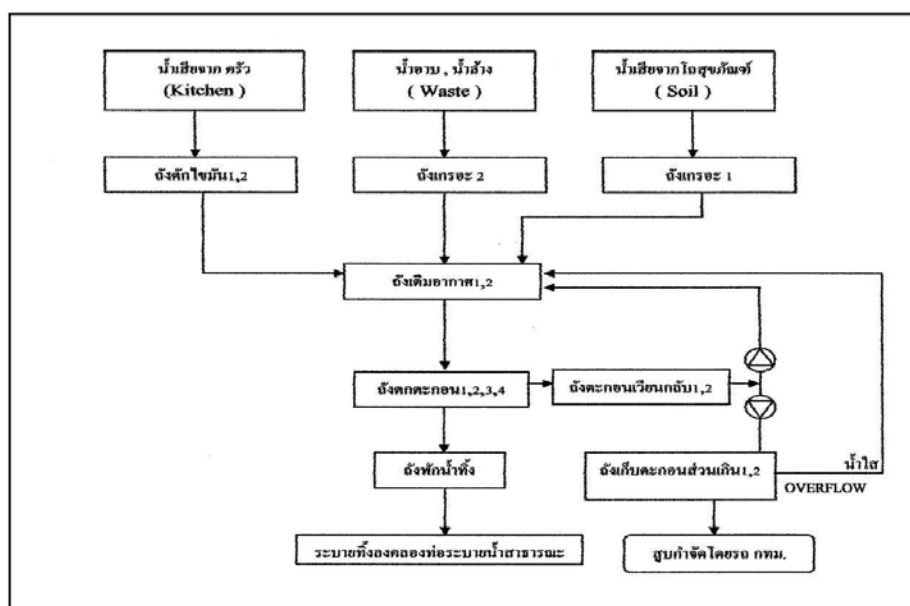 น้ำเสียจาก ครัว
(Kitchen )
น้ำอาบ , น้ำล้าง
( Waste )
น้ำเสียจากโถสุขภัณฑ์
( Soil )
ถังดักไขมัน1,2
ถังเกรอะ 2
ถังเกรอะ 1
ถังเติมอากาศ1,2
ถังตกตะกอน1,2,3,4
ถังตะกอนเวียนกลับ1,2
ถังพักน้ำทิ้ง
ถังเก็บตะกอนส่วนเกิน1,2
น้ำใส
OVERFLOW
ระบายทิ้งลงคลองท่อระบายน้ำสาธารณะ
สูบกำจัดโดยรถ กทม.